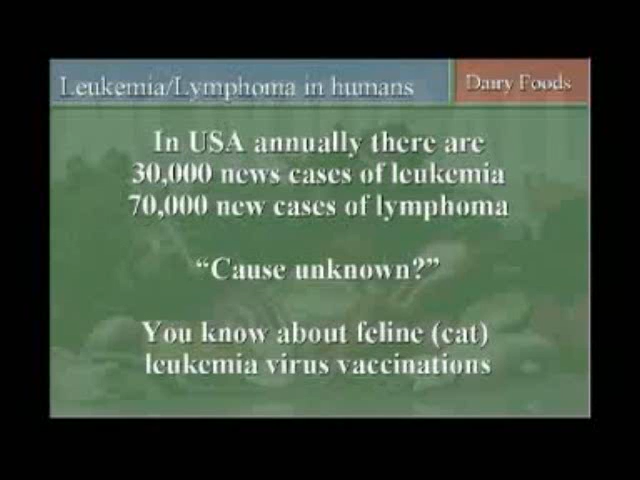 Leukemia/Lymphoma in humans
Dairy Foods
In USA annually there are
30,000 news cases of leukemia
70,000 new cases of lymphoma
“Cause unknown?”
You know about feline (cat)
leukemia virus vaccinations